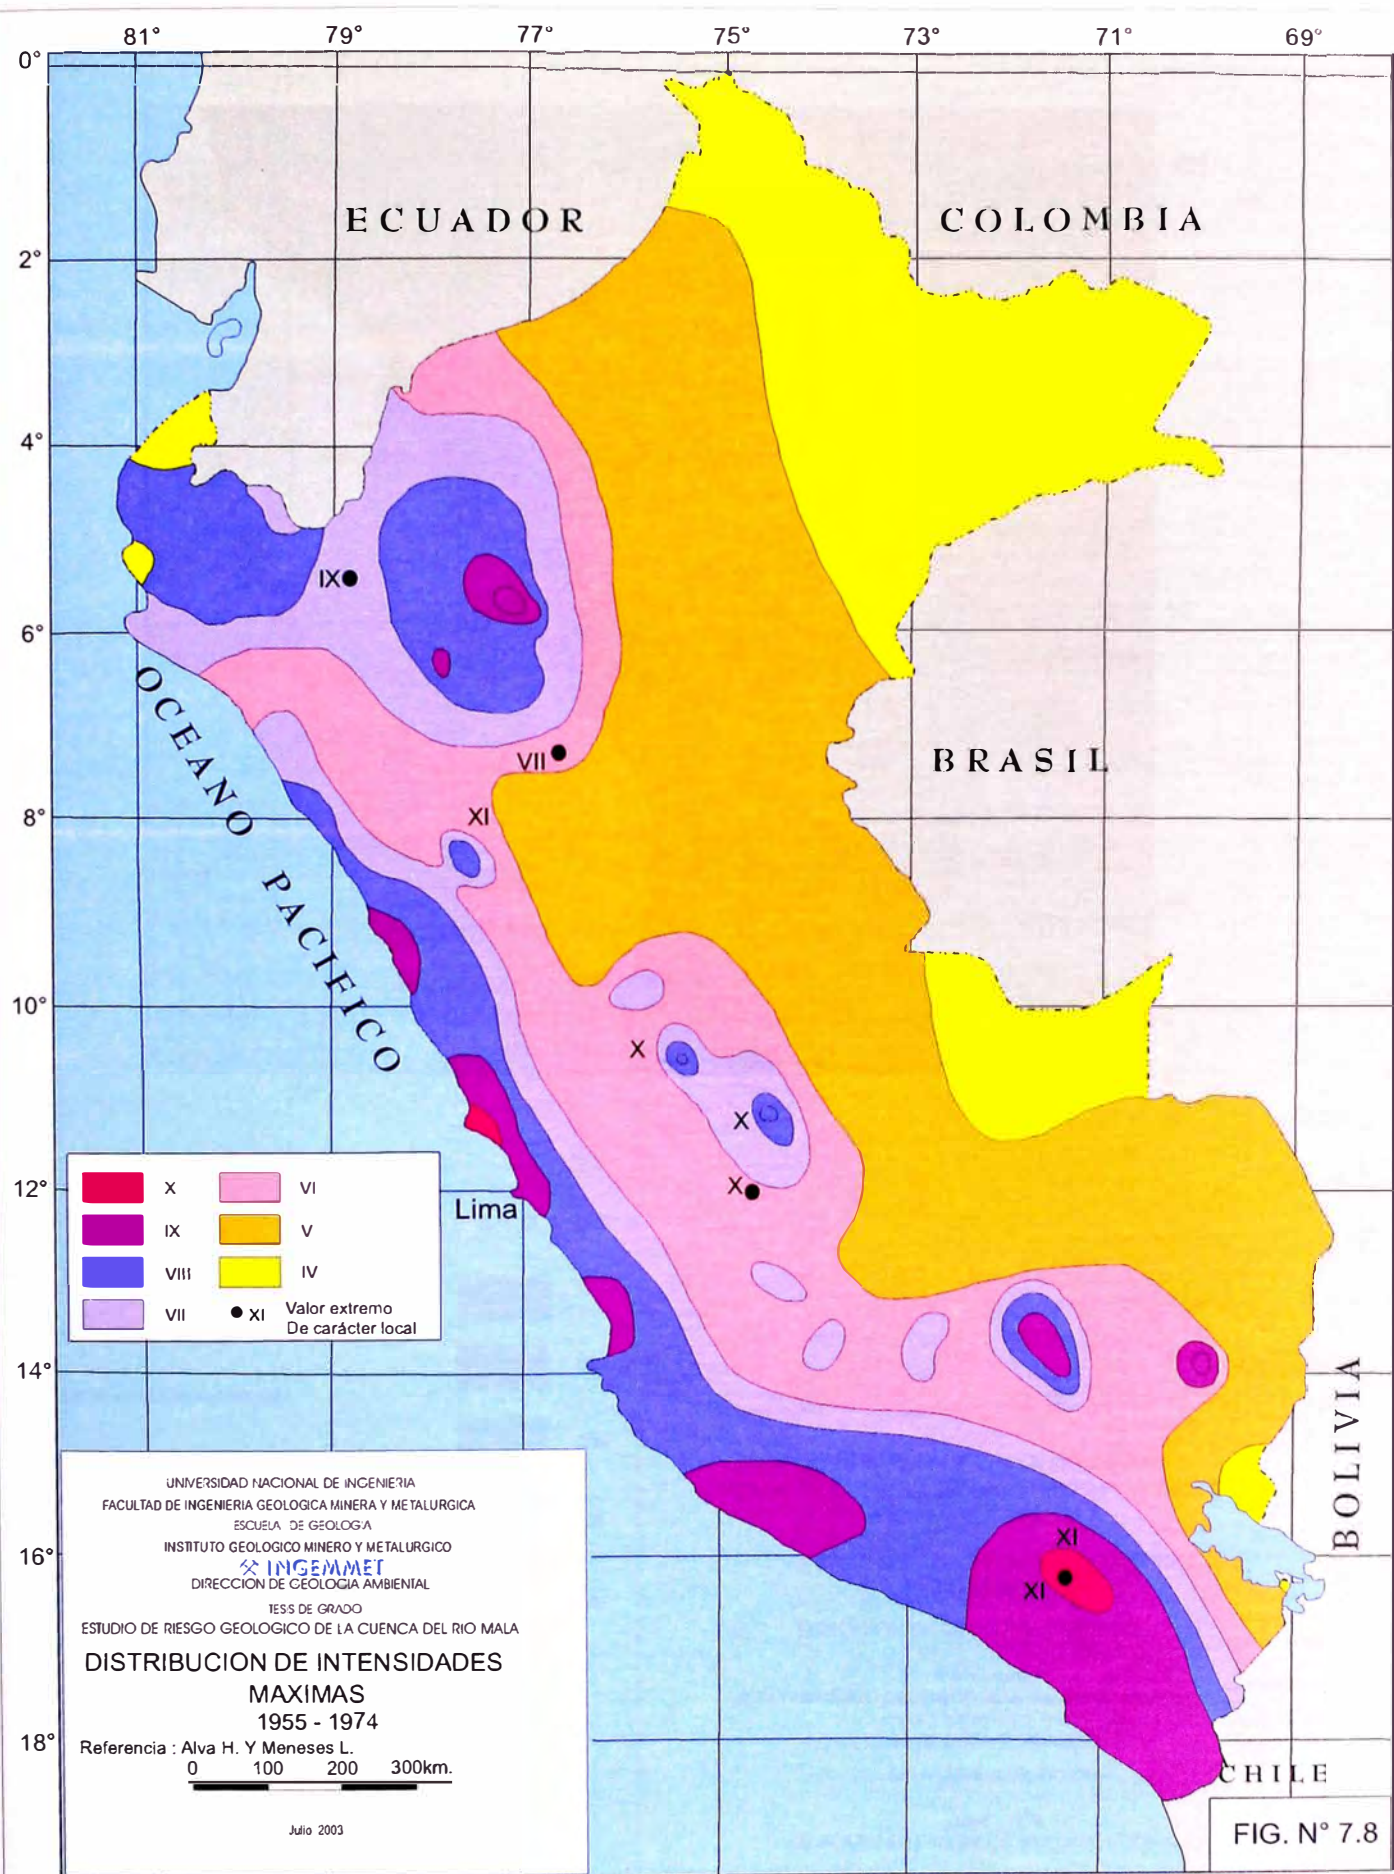 81° 79° 77° 75° 73° 71° 69°
0°
ECUADOR COLOMBIA
2°
4°
IX
6°
OCEANO PACIFICO
VII
BRASIL
XI
8°
10°
X
X
X
12°
Lima
X VI
IX V
VIII IV
VII XI Valor extremo
De carácter local
14°
BOLIVIA
XI
XI
16°
UNIVERSIDAD NACIONAL DE INGENIERIA
FACULTAD DE INGENIERIA GEOLOGICA MINERA Y METALURGICA
ESCUELA DE GEOLOGIA
INSTITUTO GEOLOGICO MINERO Y METALURGICO
INGEMMET
DIRECCION DE GEOLOGIA AMBIENTAL
TESIS DE GRADO
ESTUDIO DE RIESGO GEOLOGICO DE LA CUENCA DEL RIO MALA
DISTRIBUCION DE INTENSIDADES
MAXIMAS
1955 - 1974
18°
Referencia : Alva H. Y Meneses L.
0 100 200 300km.
Julio 2003
CHILE
FIG. N° 7.8